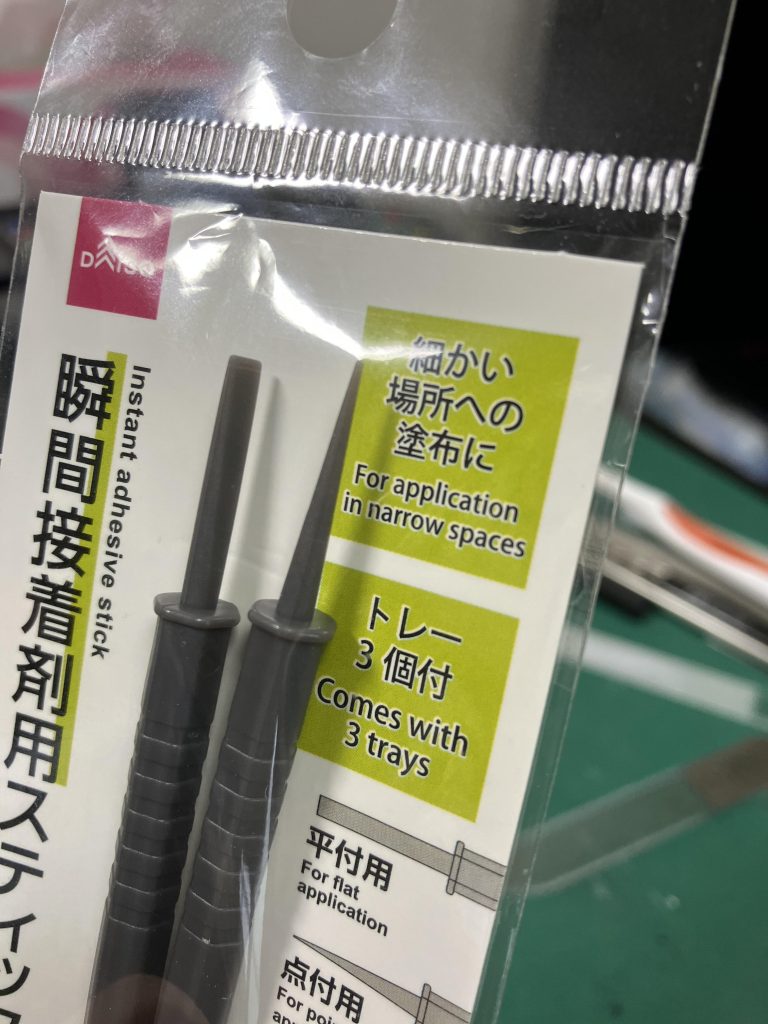 DAISO
瞬間接着剤用スティック
Instant adhesive stick
細かい
場所への
塗布に
For application
in narrow spaces
トレー
3個付
Comes with
3 trays
平付用
For flat
application
点付用
For